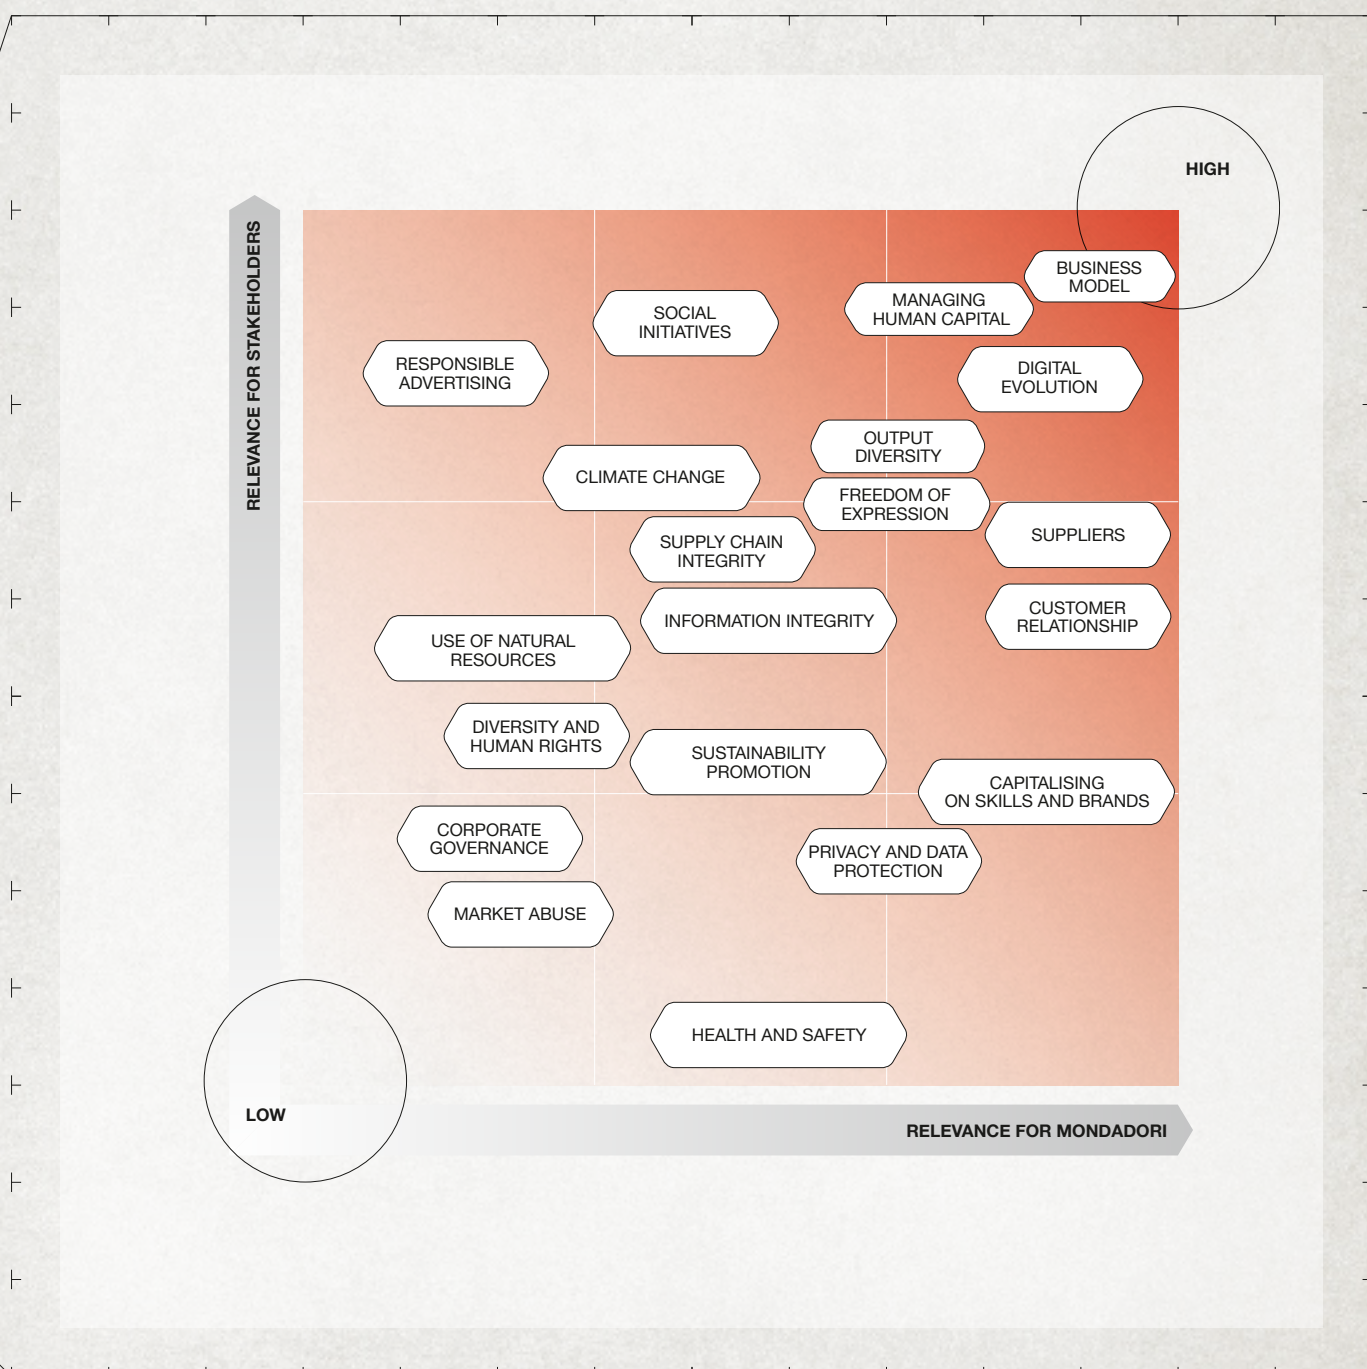 HIGH
RELEVANCE FOR STAKEHOLDERS
BUSINESS
MODEL
MANAGING
HUMAN CAPITAL
SOCIAL
INITIATIVES
RESPONSIBLE
ADVERTISING
DIGITAL
EVOLUTION
OUTPUT
DIVERSITY
CLIMATE CHANGE
FREEDOM OF
EXPRESSION
SUPPLIERS
SUPPLY CHAIN
INTEGRITY
CUSTOMER
RELATIONSHIP
INFORMATION INTEGRITY
USE OF NATURAL
RESOURCES
DIVERSITY AND
HUMAN RIGHTS
SUSTAINABILITY
PROMOTION
CAPITALISING
ON SKILLS AND BRANDS
CORPORATE
GOVERNANCE
PRIVACY AND DATA
PROTECTION
MARKET ABUSE
HEALTH AND SAFETY
LOW
RELEVANCE FOR MONDADORI